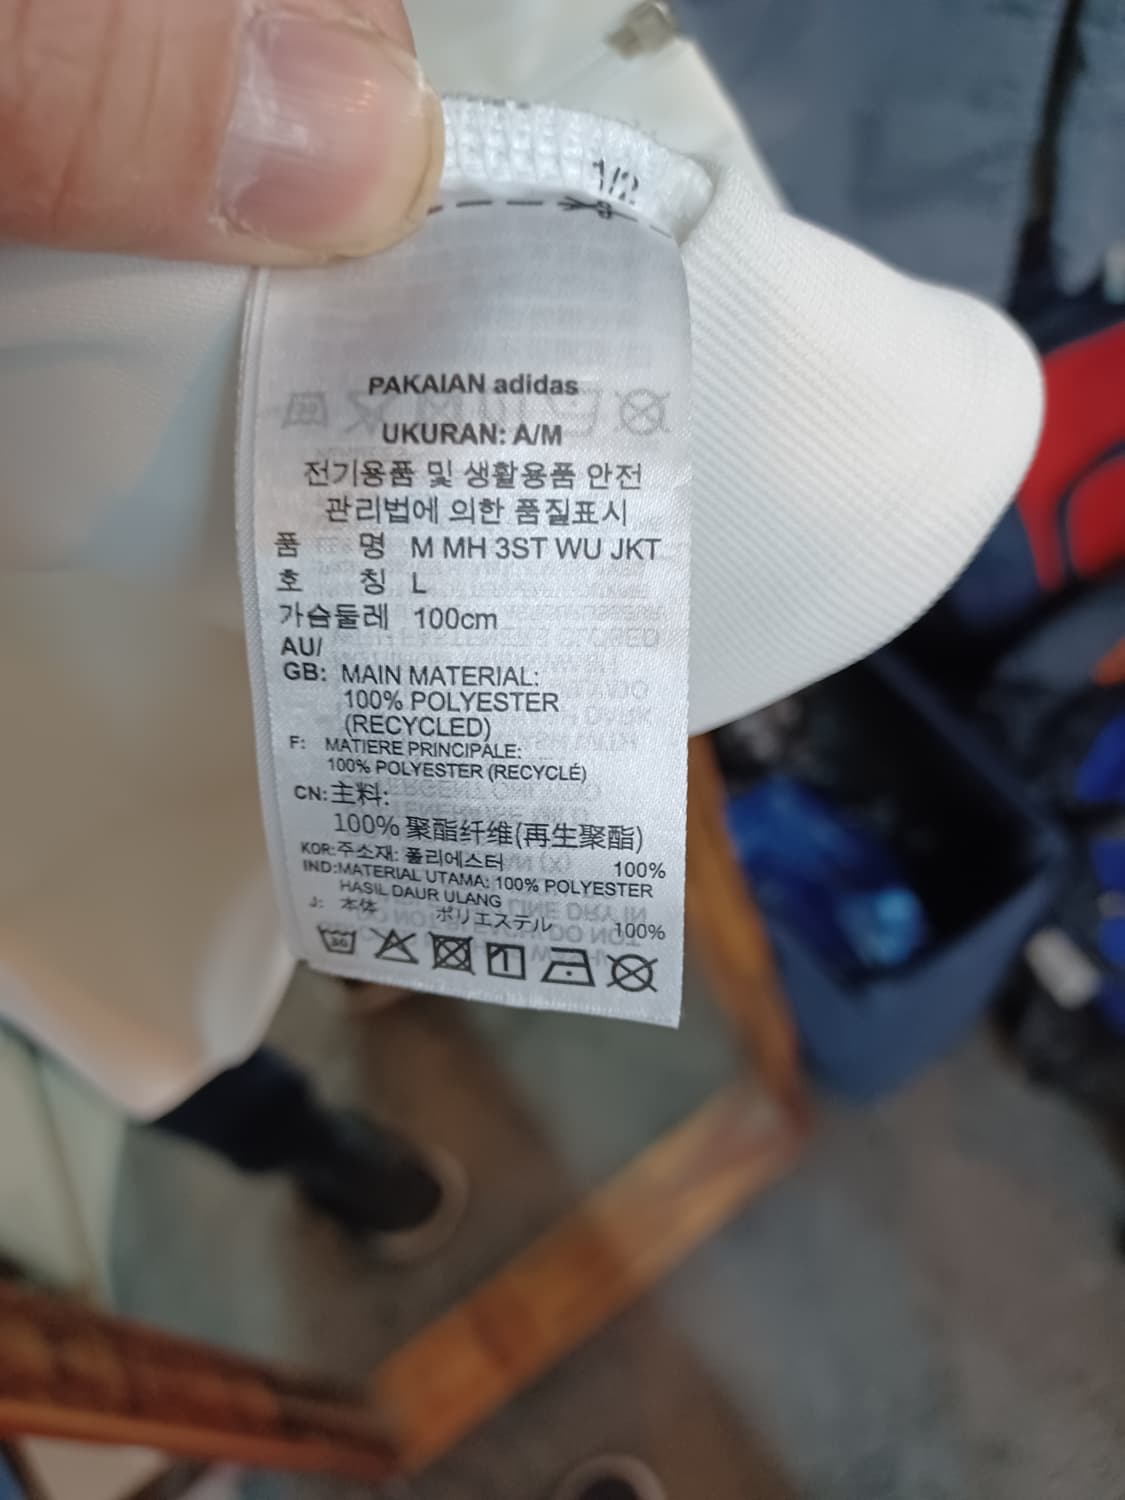 1/2
PAKAIAN adidas
UKURAN: A/M
전기용품 및 생활용품 안전
관리법에 의한 품질표시
품 명 M MH 3ST WU JKT
호 칭 L
가슴둘레 100cm
AU/
GB: MAIN MATERIAL:
100% POLYESTER
(RECYCLED)
F: MATIERE PRINCIPALE:
100% POLYESTER (RECYCLÉ)
CN: 主料:
100% 聚酯纤维(再生聚酯)
KOR: 주소재: 폴리에스터 100%
IND: MATERIAL UTAMA: 100% POLYESTER
HASIL DAUR ULANG
J: 本体 ポリエステル 100%
30